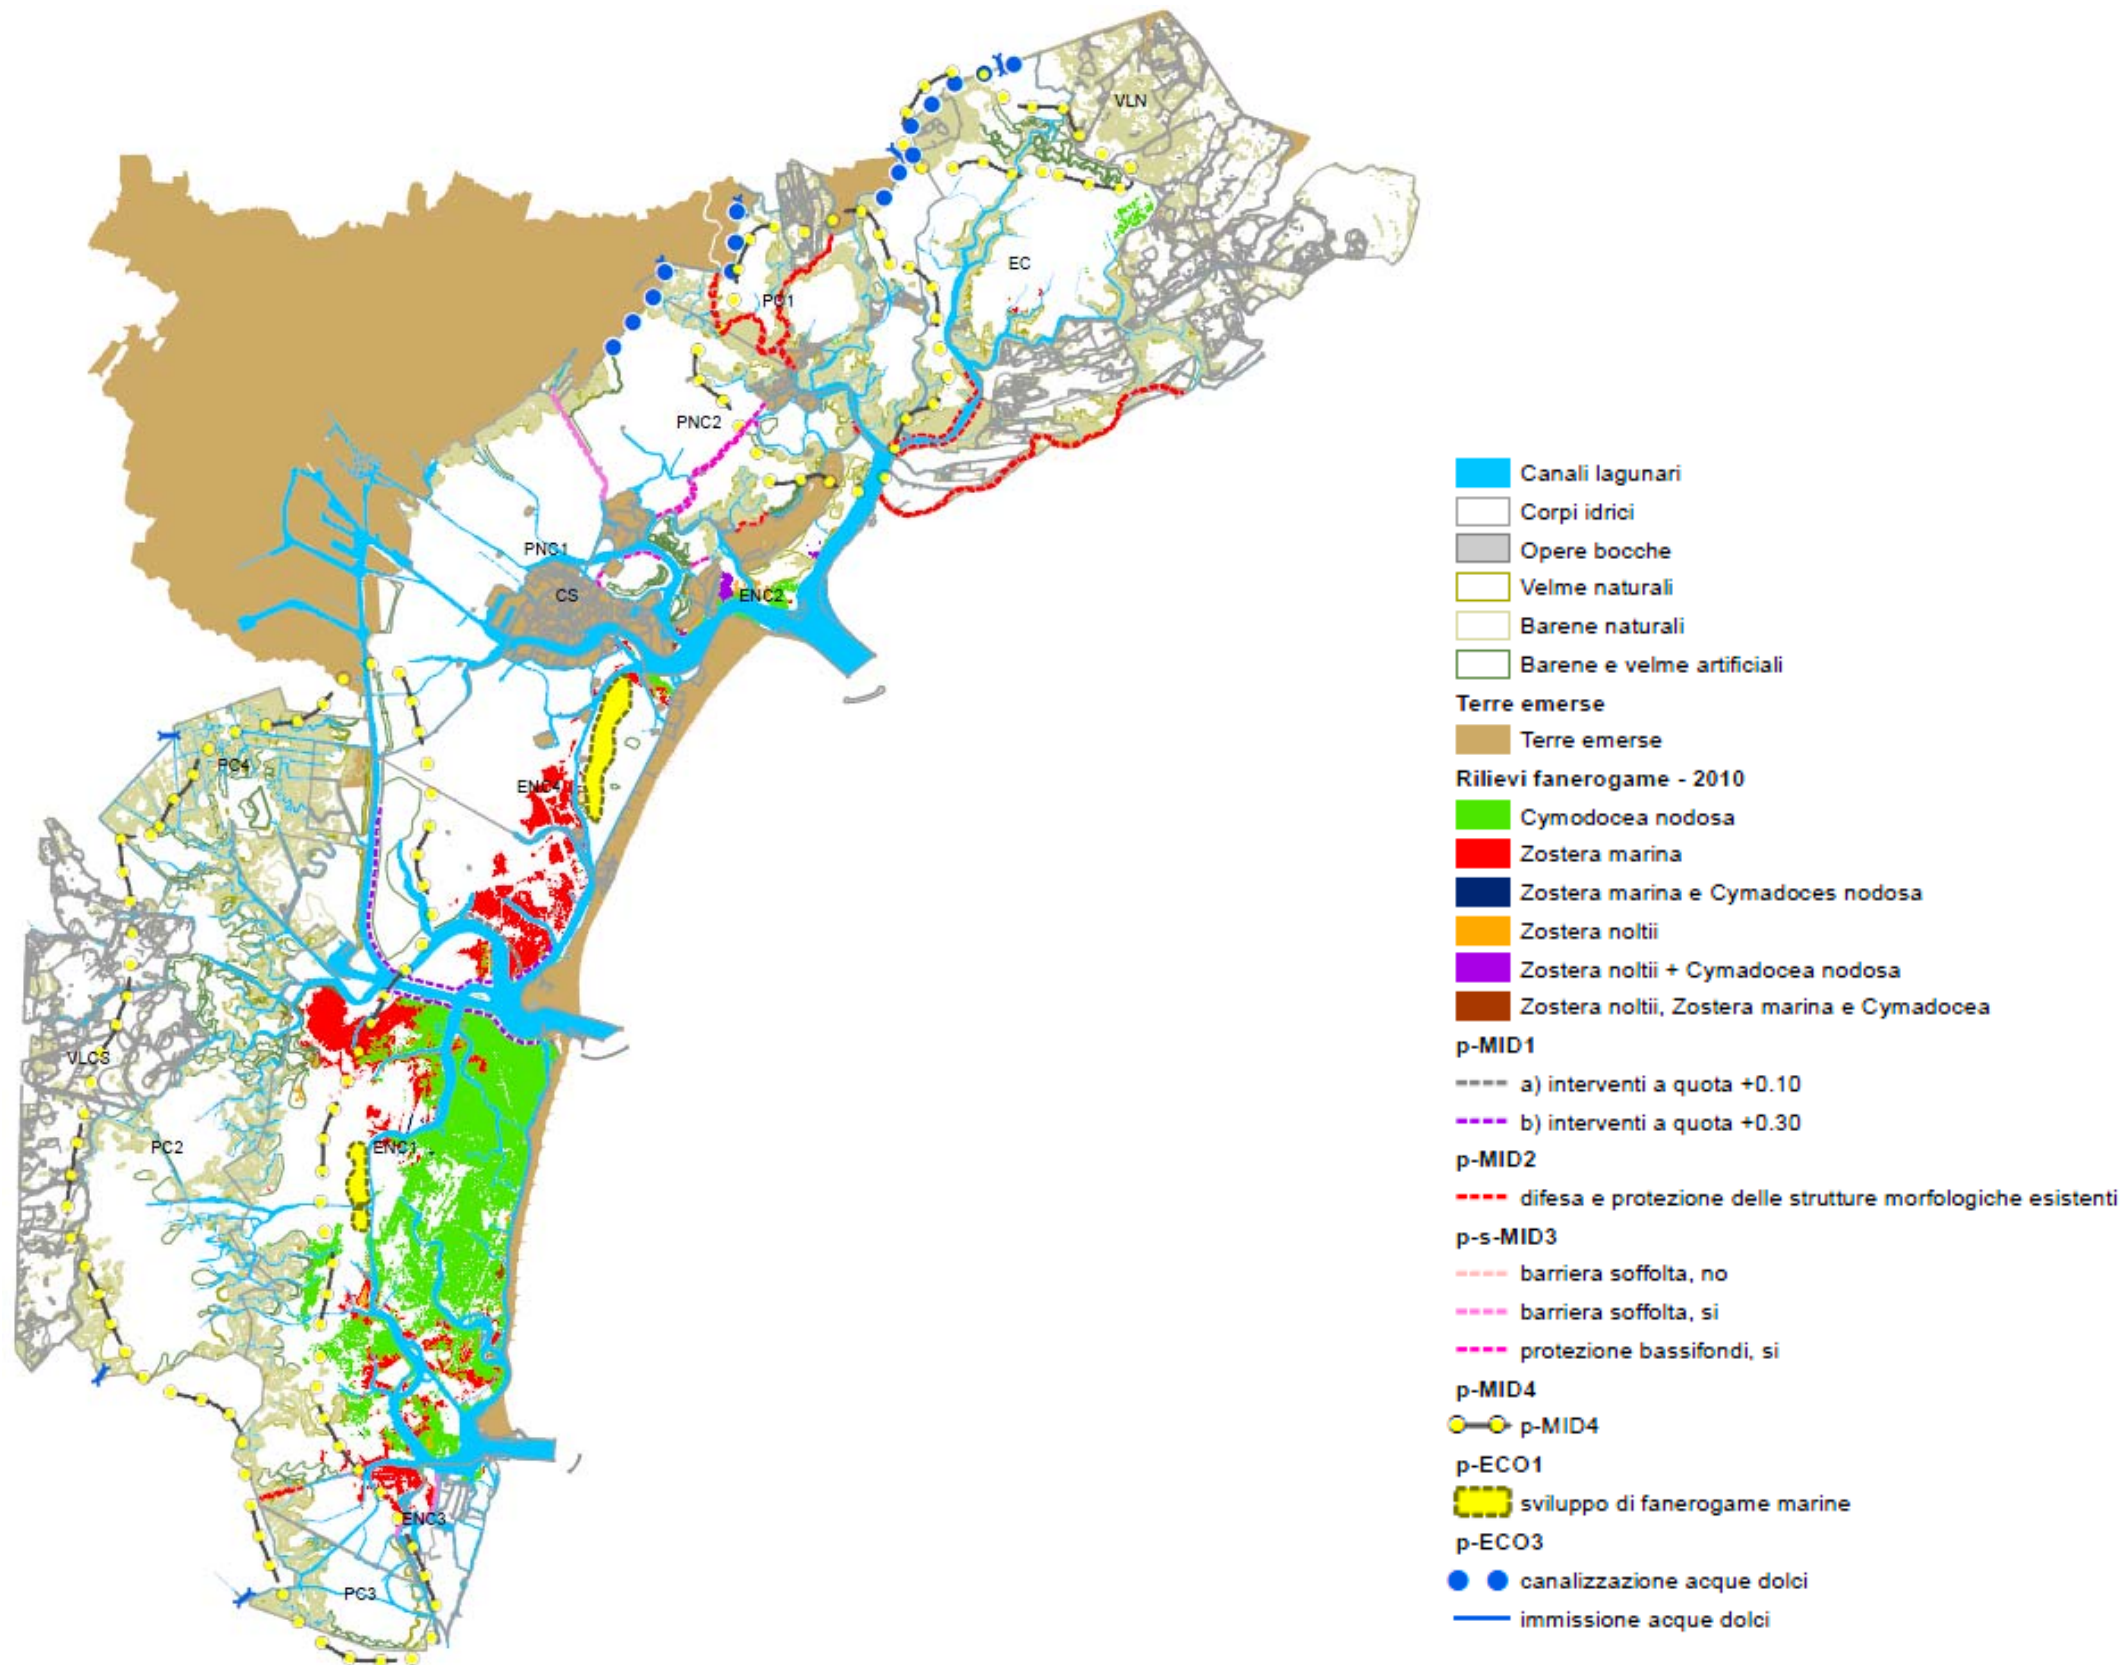 VLN
EC
PC1
PNC2
PNC1
CS
ENC2
PC4
ENC4
VLCS
PC2
ENC1
ENC3
PC3
Canali lagunari
Corpi idrici
Opere bocche
Velme naturali
Barene naturali
Barene e velme artificiali
Terre emerse
Terre emerse
Rilievi fanerogame - 2010
Cymodocea nodosa
Zostera marina
Zostera marina e Cymadoces nodosa
Zostera noltii
Zostera noltii + Cymadocea nodosa
Zostera noltii, Zostera marina e Cymadocea
p-MID1
a) interventi a quota +0.10
b) interventi a quota +0.30
p-MID2
difesa e protezione delle strutture morfologiche esistenti
p-s-MID3
barriera soffolta, no
barriera soffolta, si
protezione bassifondi, si
p-MID4
p-MID4
p-ECO1
sviluppo di fanerogame marine
p-ECO3
canalizzazione acque dolci
immissione acque dolci